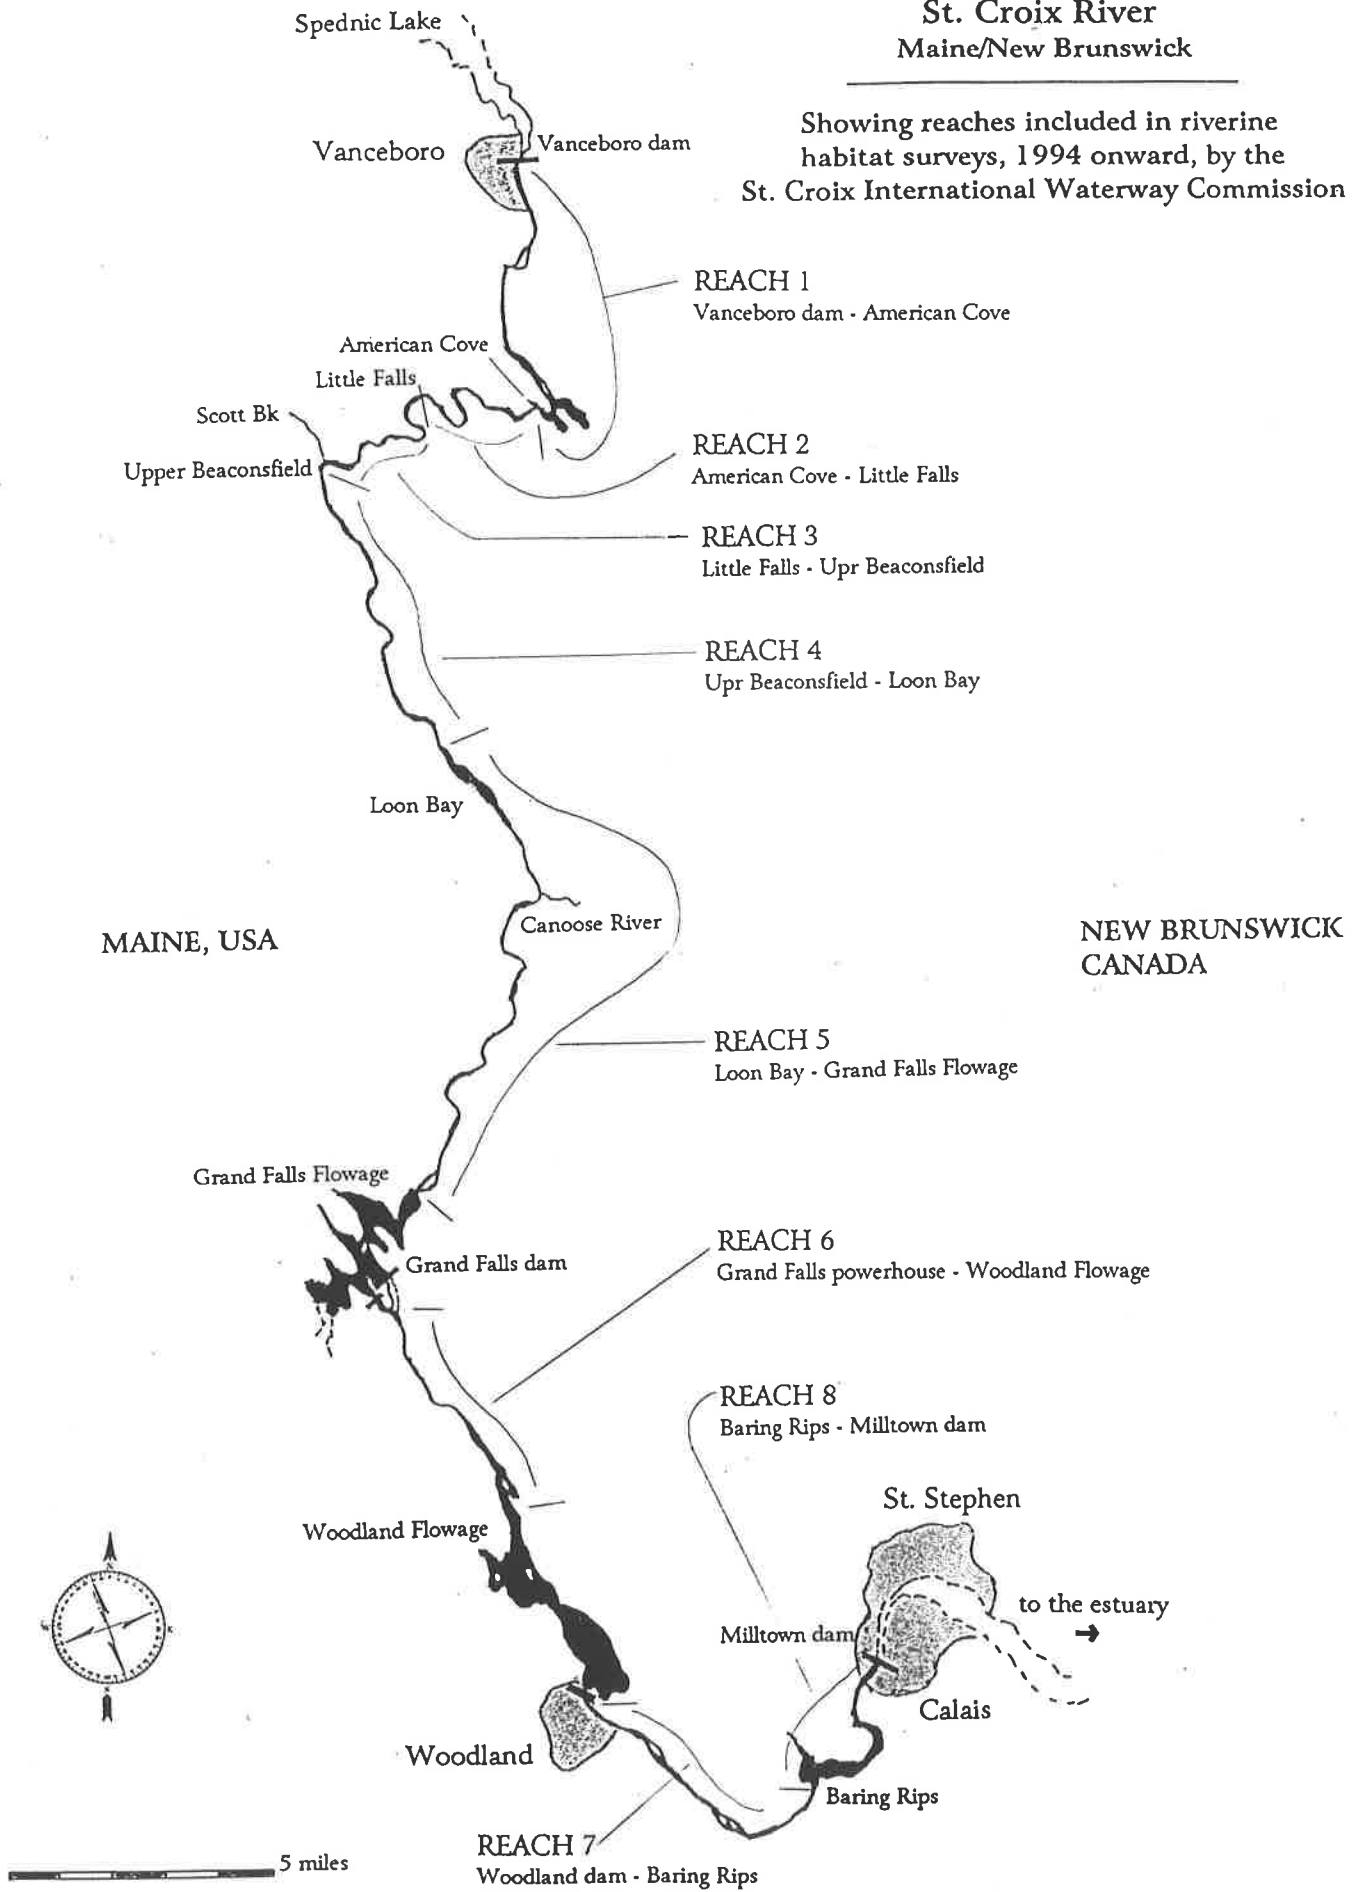 St. Croix River
Maine/New Brunswick
Showing reaches included in riverine
habitat surveys, 1994 onward, by the
St. Croix International Waterway Commission
Spednic Lake
Vanceboro
Vanceboro dam
REACH 1
Vanceboro dam - American Cove
American Cove
Little Falls
Scott Bk
Upper Beaconsfield
REACH 2
American Cove - Little Falls
REACH 3
Little Falls - Upr Beaconsfield
REACH 4
Upr Beaconsfield - Loon Bay
Loon Bay
Canoose River
MAINE, USA
NEW BRUNSWICK
CANADA
REACH 5
Loon Bay - Grand Falls Flowage
Grand Falls Flowage
Grand Falls dam
REACH 6
Grand Falls powerhouse - Woodland Flowage
REACH 8
Baring Rips - Milltown dam
St. Stephen
Woodland Flowage
to the estuary
Milltown dam
Calais
Woodland
Baring Rips
REACH 7
Woodland dam - Baring Rips
5 miles